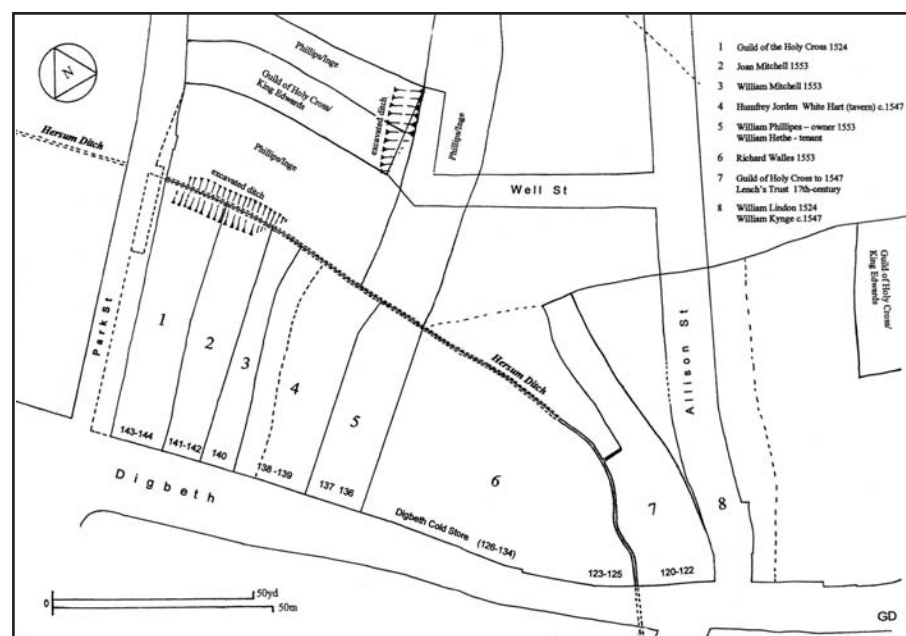 N
Phillips/Inge
Guild of Holy Cross/
King Edwards
Phillips/Inge
excavated ditch
Phillips/Inge
Hersum Ditch
excavated ditch
Well St
Park St
Allison St
Guild of Holy Cross/
King Edwards
1 Guild of the Holy Cross 1524
2 Joan Mitchell 1553
3 William Mitchell 1553
4 Humfrey Jorden White Hart (tavern) c.1547
5 William Phillipes – owner 1553
William Hethe - tenant
6 Richard Walles 1553
7 Guild of Holy Cross to 1547
Lench's Trust 17th-century
8 William Lindon 1524
William Kynge c.1547
Hersum Ditch
1
2
3
4
5
6
7
8
143-144
141-142
140
138-139
137 136
Digbeth Cold Store (126-134)
123-125
120-122
Digbeth
0
50yd
50m
GD